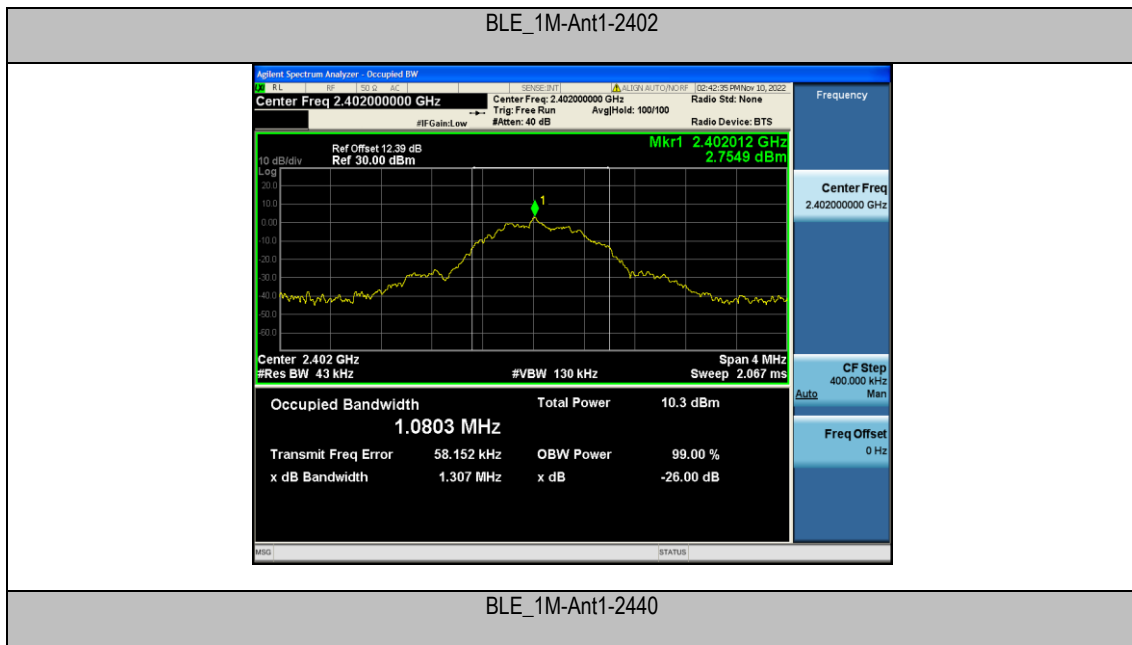 BLE_1M-Ant1-2402
Agilent Spectrum Analyzer - Occupied BW
RL RF 50 Ω AC SENSE:INT ALIGN AUTO/NO RF 02:42:35 PM Nov 10, 2022
Center Freq 2.402000000 GHz
Center Freq: 2.402000000 GHz
Radio Std: None
Trig: Free Run Avg|Hold: 100/100
#IFGain:Low #Atten: 40 dB Radio Device: BTS
Frequency
Mkr1 2.402012 GHz
2.7549 dBm
Ref Offset 12.39 dB
10 dB/div Ref 30.00 dBm
Log
20.0
10.0
0.00
-10.0
-20.0
-30.0
-40.0
-50.0
-60.0
1
Center Freq
2.402000000 GHz
Center 2.402 GHz Span 4 MHz
#Res BW 43 kHz #VBW 130 kHz Sweep 2.067 ms
CF Step
400.000 kHz
Auto Man
Occupied Bandwidth Total Power 10.3 dBm
1.0803 MHz
Freq Offset
0 Hz
Transmit Freq Error 58.152 kHz OBW Power 99.00 %
x dB Bandwidth 1.307 MHz x dB -26.00 dB
MSG STATUS
BLE_1M-Ant1-2440